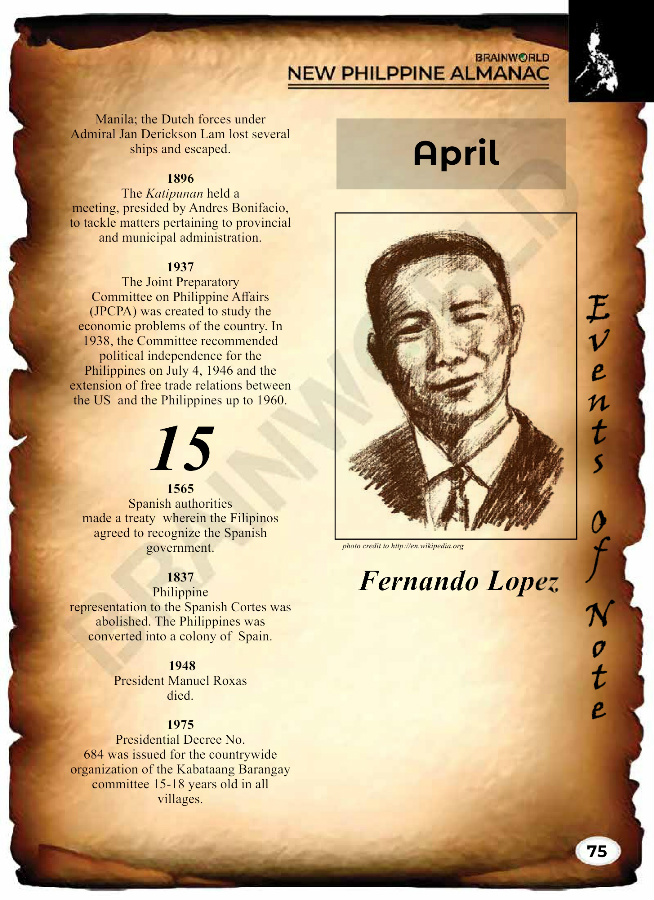 BRAINWORLD
NEW PHILPPINE ALMANAC
Manila; the Dutch forces under
Admiral Jan Derickson Lam lost several
ships and escaped.
1896
The Katipunan held a
meeting, presided by Andres Bonifacio,
to tackle matters pertaining to provincial
and municipal administration.
1937
The Joint Preparatory
Committee on Philippine Affairs
(JPCPA) was created to study the
economic problems of the country. In
1938, the Committee recommended
political independence for the
Philippines on July 4, 1946 and the
extension of free trade relations between
the US and the Philippines up to 1960.
15
1565
Spanish authorities
made a treaty wherein the Filipinos
agreed to recognize the Spanish
government.
1837
Philippine
representation to the Spanish Cortes was
abolished. The Philippines was
converted into a colony of Spain.
1948
President Manuel Roxas
died.
1975
Presidential Decree No.
684 was issued for the countrywide
organization of the Kabataang Barangay
committee 15-18 years old in all
villages.
April
photo credit to http://en.wikipedia.org
Fernando Lopez
Events of Note
75
BRAINWORLD